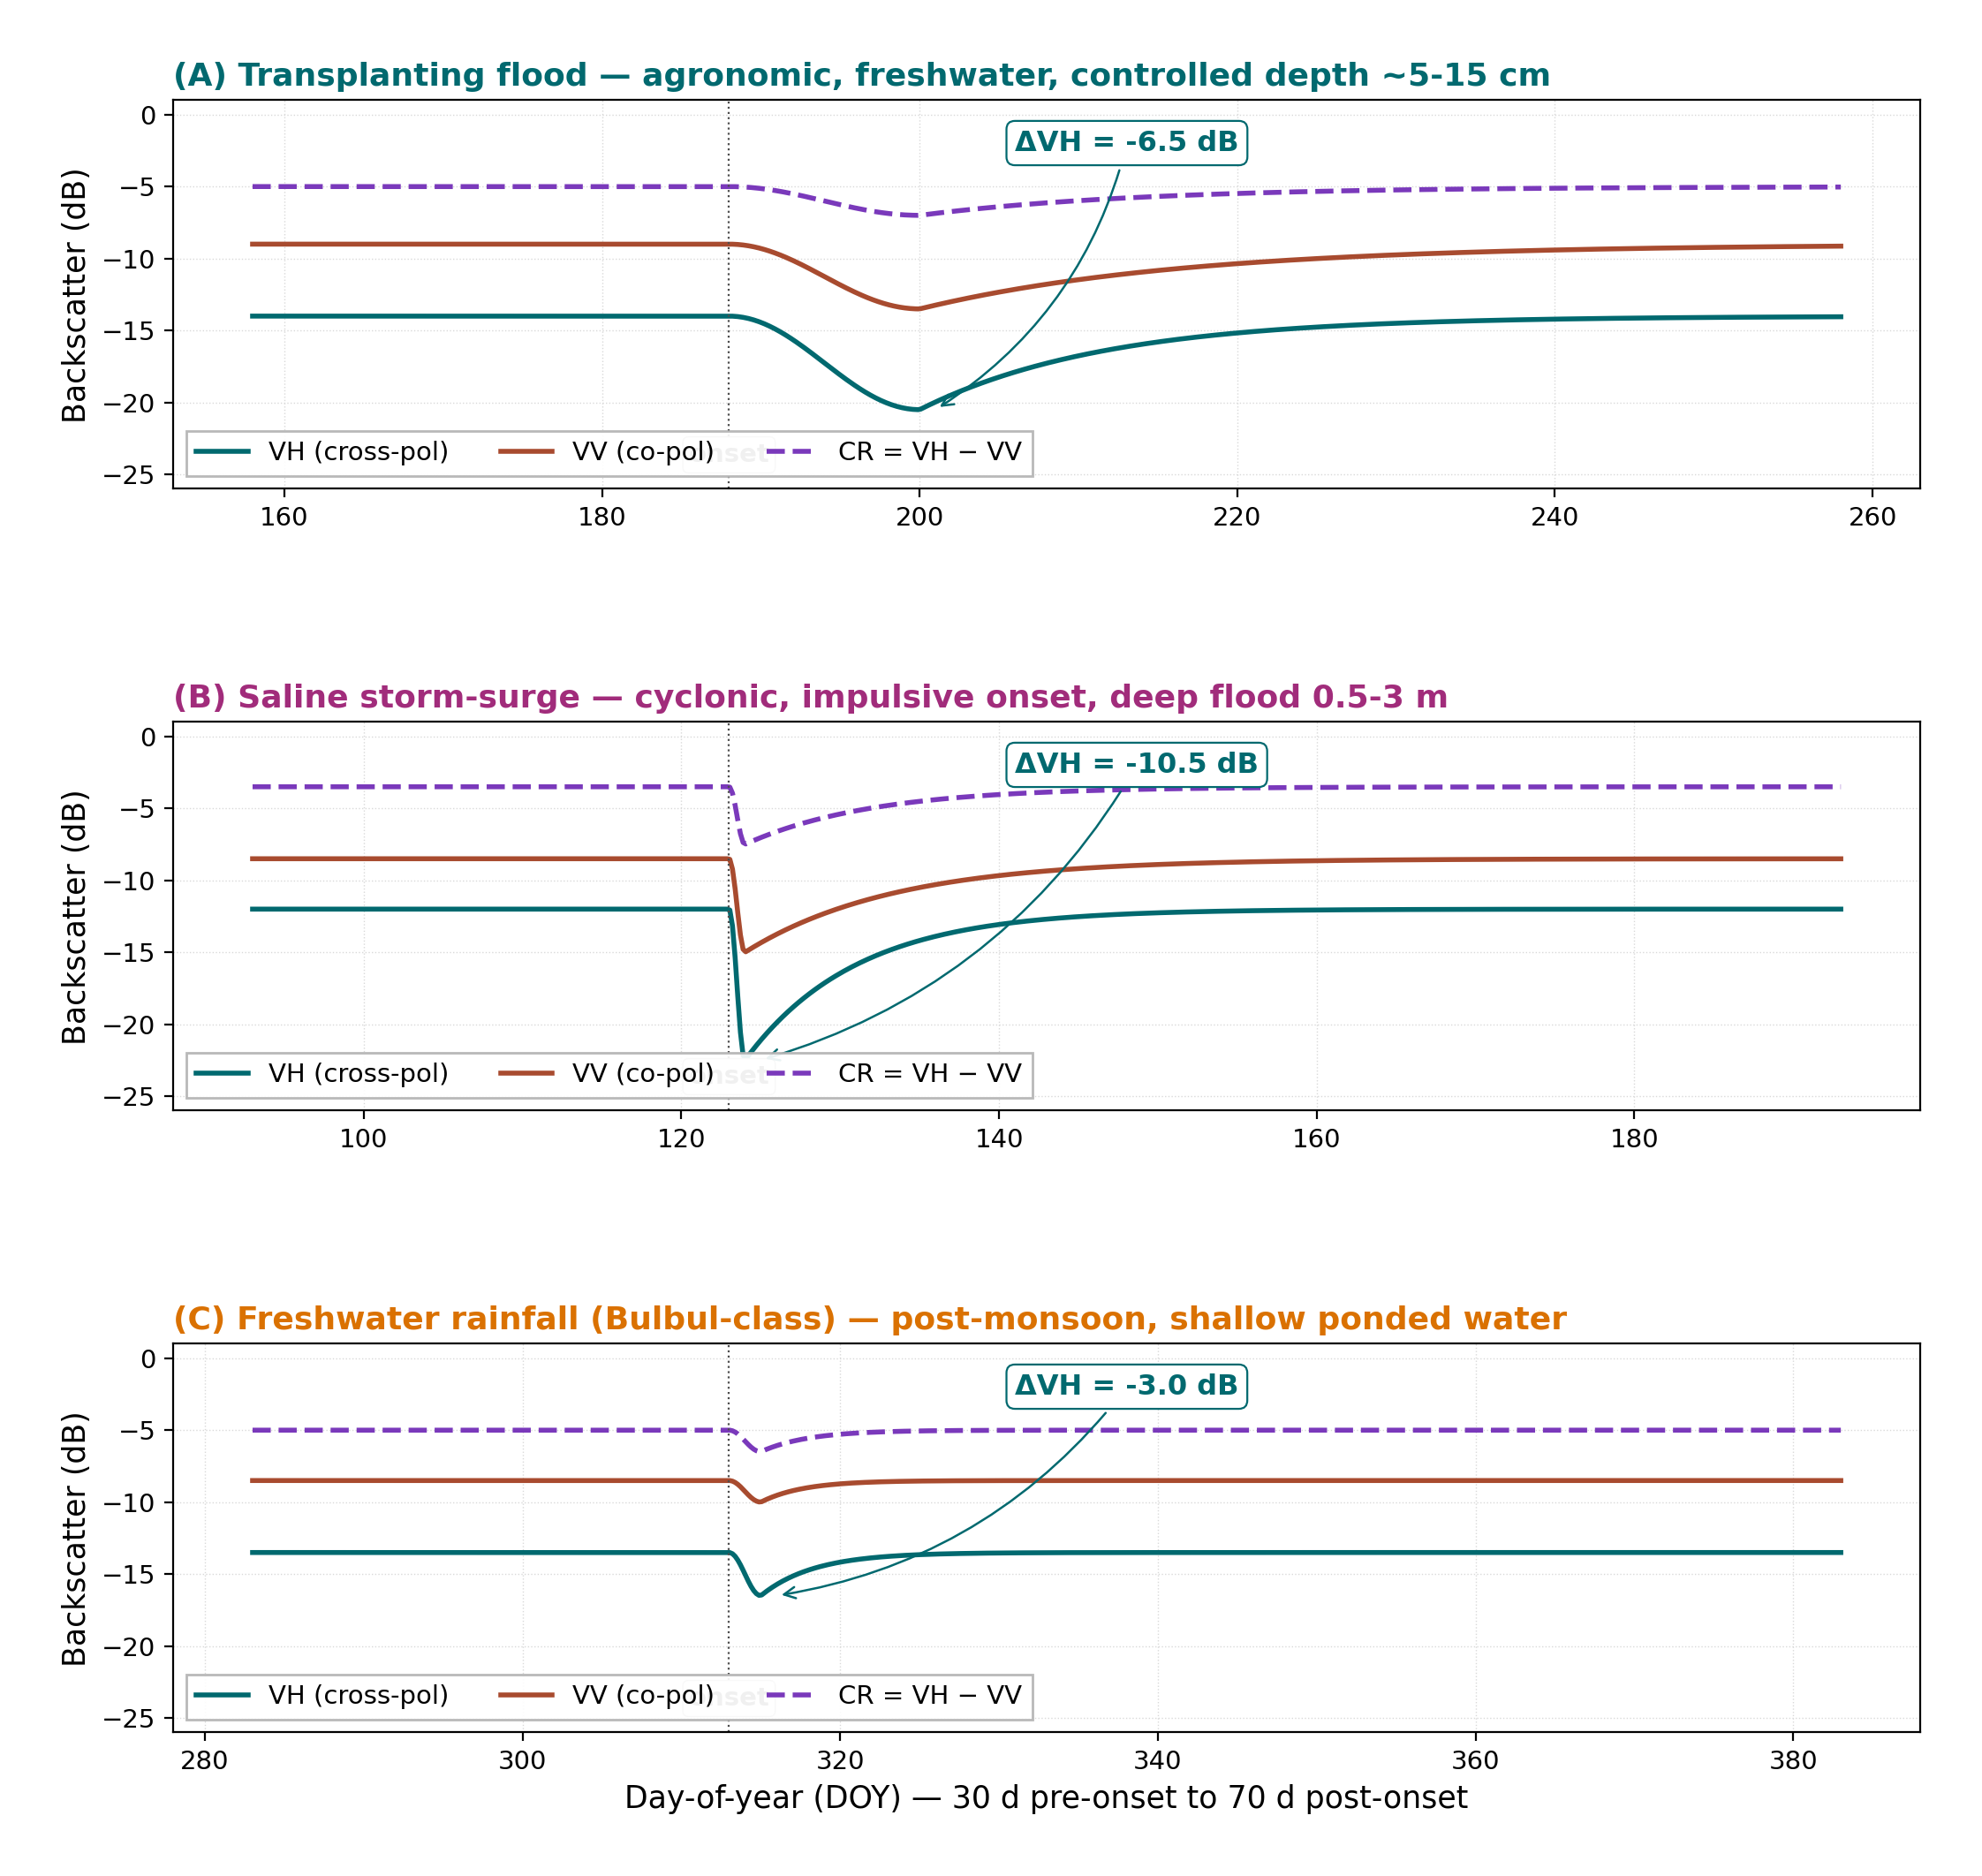 (A) Transplanting flood — agronomic, freshwater, controlled depth ~5-15 cm
ΔVH = -6.5 dB
Backscatter (dB)
0
−5
−10
−15
−20
−25
VH (cross-pol) VV (co-pol) CR = VH − VV
160 180 200 220 240 260
(B) Saline storm-surge — cyclonic, impulsive onset, deep flood 0.5-3 m
ΔVH = -10.5 dB
Backscatter (dB)
0
−5
−10
−15
−20
−25
VH (cross-pol) VV (co-pol) CR = VH − VV
100 120 140 160 180
(C) Freshwater rainfall (Bulbul-class) — post-monsoon, shallow ponded water
ΔVH = -3.0 dB
Backscatter (dB)
0
−5
−10
−15
−20
−25
VH (cross-pol) VV (co-pol) CR = VH − VV
280 300 320 340 360 380
Day-of-year (DOY) — 30 d pre-onset to 70 d post-onset